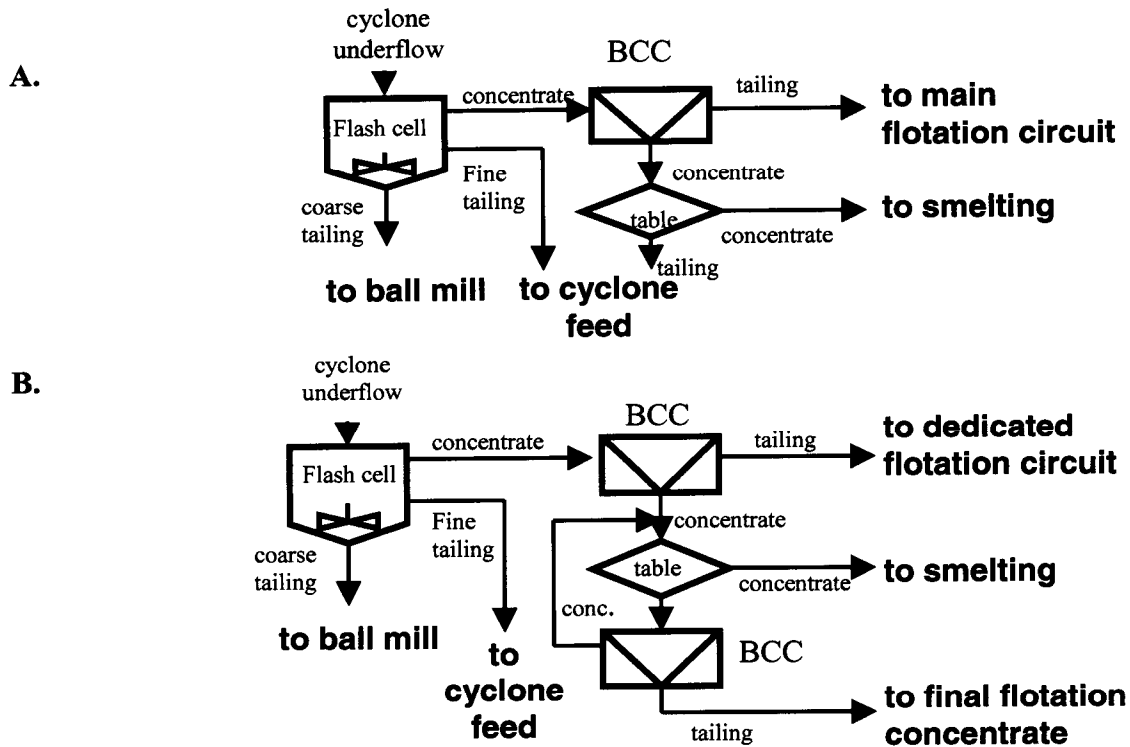 A.
cyclone
underflow
BCC
concentrate
tailing
to main
flotation circuit
Flash cell
Fine
tailing
concentrate
coarse
tailing
table
concentrate
to smelting
tailing
to ball mill
to cyclone
feed
B.
cyclone
underflow
BCC
concentrate
tailing
to dedicated
flotation circuit
Flash cell
Fine
tailing
concentrate
coarse
tailing
table
concentrate
to smelting
conc.
to ball mill
to
cyclone
feed
BCC
tailing
to final flotation
concentrate